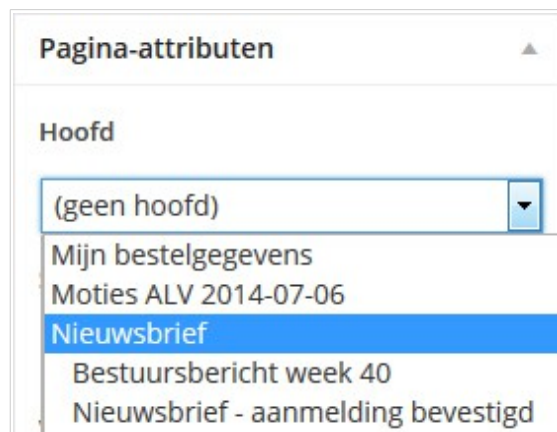 Pagina-attributen
Hoofd
(geen hoofd)
Mijn bestelgegevens
Moties ALV 2014-07-06
Nieuwsbrief
Bestuursbericht week 40
Nieuwsbrief - aanmelding bevestigd